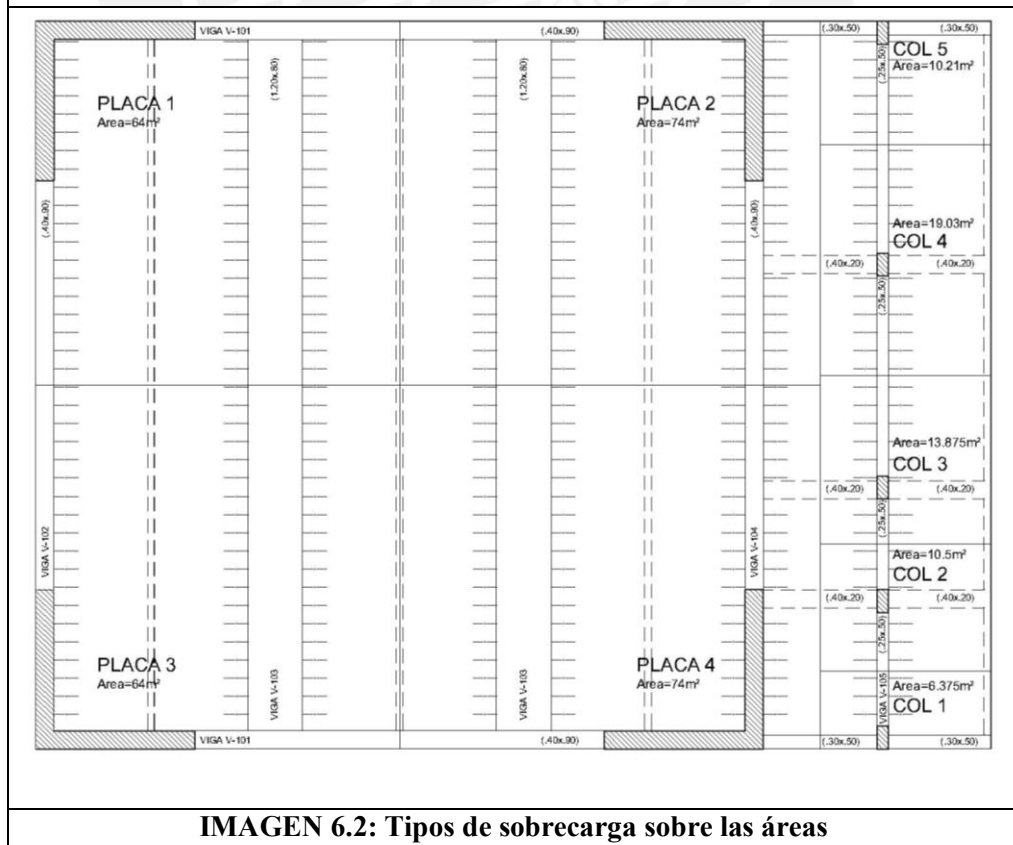 VIGA V-101 (.40x.90) (.30x.50) (.30x.50)
(1.20x.80) (1.20x.80) (.25x.50) COL 5
Area=10.21m²
PLACA 1 PLACA 2
Area=64m² Area=74m²
(.40x.90) (.40x.90) Area=19.03m²
COL 4
(.40x.20) (.40x.20)
(.25x.50)
Area=13.875m²
COL 3
(.40x.20) (.40x.20)
(.25x.50)
VIGA V-102 VIGA V-104 Area=10.5m²
COL 2
(.40x.20) (.40x.20)
(.25x.50)
PLACA 3 PLACA 4
Area=64m² Area=74m²
VIGA V-103 VIGA V-103 VIGA V-105 Area=6.375m²
COL 1
VIGA V-101 (.40x.90) (.30x.50) (.30x.50)
IMAGEN 6.2: Tipos de sobrecarga sobre las áreas